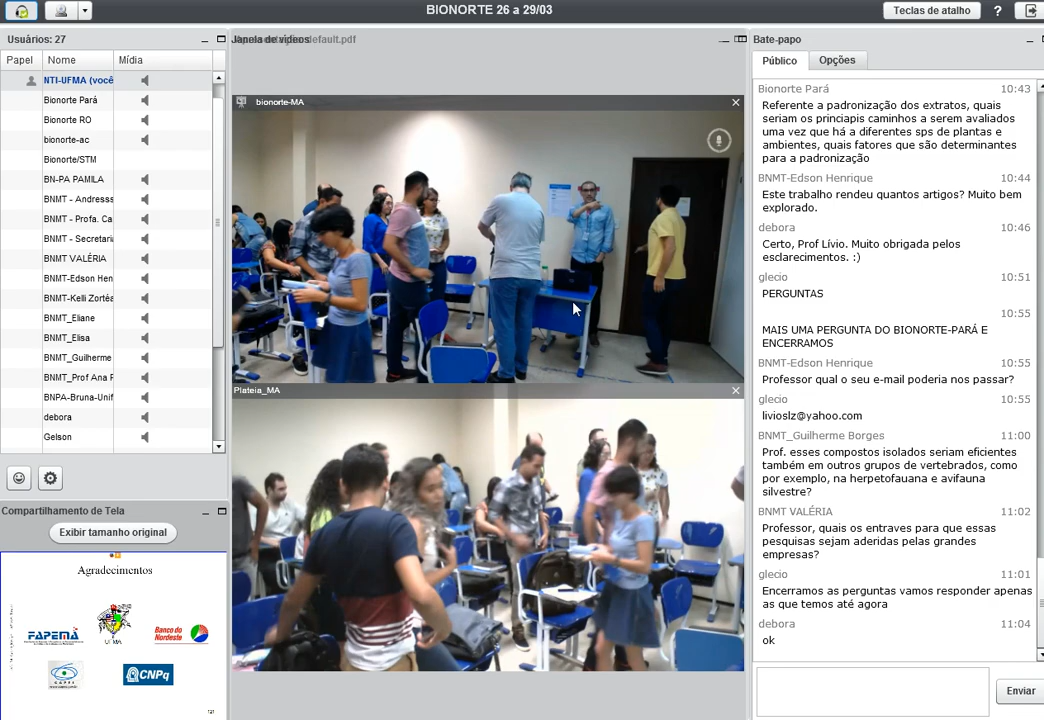 BIONORTE 26 a 29/03
Teclas de atalho
?
Usuários: 27
Papel Nome Mídia
NTI-UFMA (você
Bionorte Pará
Bionorte RO
bionorte-ac
Bionorte/STM
BN-PA PAMILA
BNMT - Andresss
BNMT - Profa. Ca
BNMT - Secretari
BNMT VALÉRIA
BNMT-Edson Hen
BNMT-Kelli Zortéa
BNMT_Eliane
BNMT_Elisa
BNMT_Guilherme
BNMT_Prof Ana P
BNPA-Bruna-Unif
debora
Gelson
Compartilhamento de Tela
Exibir tamanho original
Agradecimentos
FAPEMA
UFMA
Banco do
Nordeste
CAPES
CNPq
Janela de vídeos
default.pdf
bionorte-MA
Plateia_MA
Bate-papo
Público Opções
Bionorte Pará 10:43
Referente a padronização dos extratos, quais
seriam os principais caminhos a serem avaliados
uma vez que há a diferentes sps de plantas e
ambientes, quais fatores que são determinantes
para a padronização
BNMT-Edson Henrique 10:44
Este trabalho rendeu quantos artigos? Muito bem
explorado.
debora 10:46
Certo, Prof Lívio. Muito obrigada pelos
esclarecimentos. :)
glecio 10:51
PERGUNTAS
10:55
MAIS UMA PERGUNTA DO BIONORTE-PARÁ E
ENCERRAMOS
BNMT-Edson Henrique 10:55
Professor qual o seu e-mail poderia nos passar?
glecio 10:55
livioslz@yahoo.com
BNMT_Guilherme Borges 11:00
Prof. esses compostos isolados seriam eficientes
também em outros grupos de vertebrados, como
por exemplo, na herpetofauna e avifauna
silvestre?
BNMT VALÉRIA 11:02
Professor, quais os entraves para que essas
pesquisas sejam aderidas pelas grandes
empresas?
glecio 11:01
Encerramos as perguntas vamos responder apenas
as que temos até agora
debora 11:04
ok
Enviar